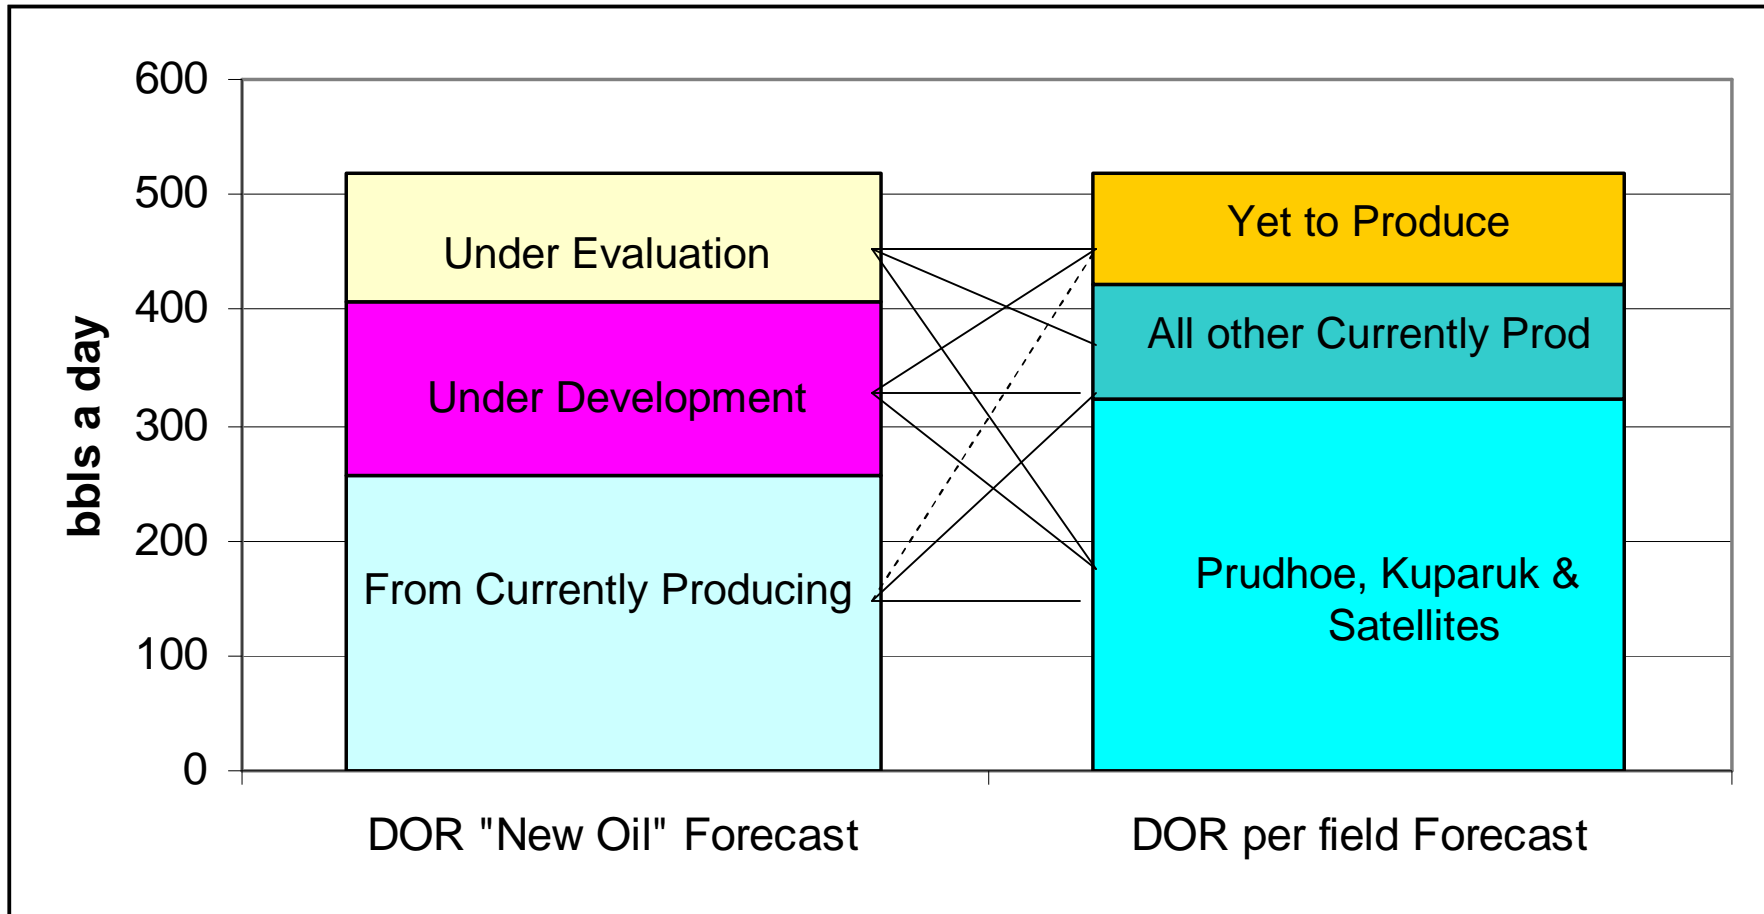 600
500
400
300
200
100
0
bbls a day
Under Evaluation
Under Development
From Currently Producing
Yet to Produce
All other Currently Prod
Prudhoe, Kuparuk &
Satellites
DOR "New Oil" Forecast
DOR per field Forecast